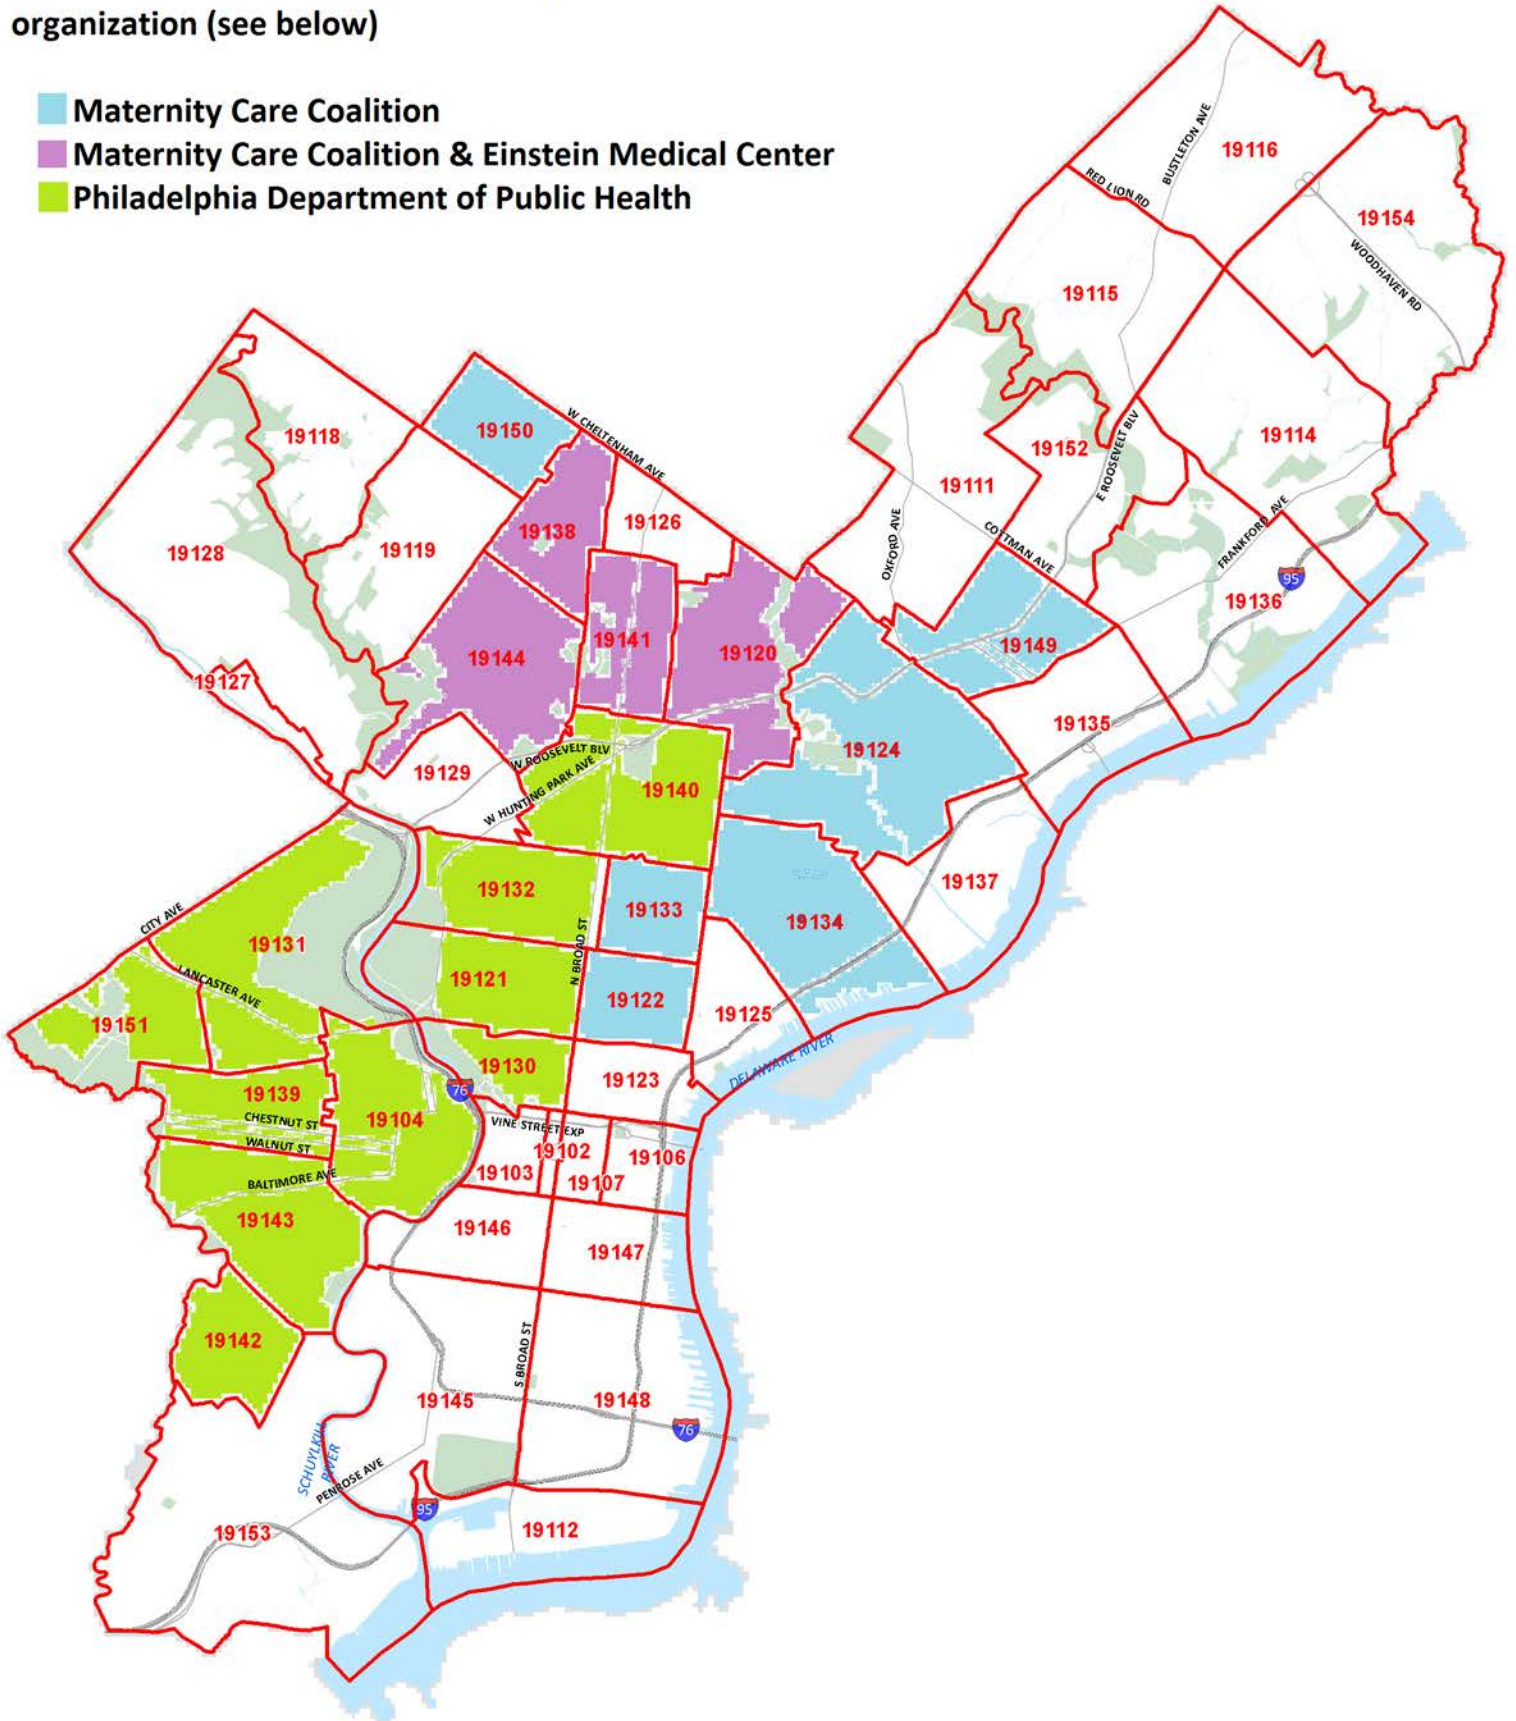 organization (see below)
Maternity Care Coalition
Maternity Care Coalition & Einstein Medical Center
Philadelphia Department of Public Health
19116
BUSTLETON AVE
RED LION RD
19154
WOODHAVEN RD
19115
19118
19150
W CHELTENHAM AVE
19152
E ROOSEVELT BLV
19114
19111
19138
19126
19128
19119
OXFORD AVE
COTTMAN AVE
FRANKFORD AVE
95
19136
19141
19149
19144
19120
19127
19135
19124
W ROOSEVELT BLV
19129
W HUNTING PARK AVE
19140
19137
19132
19133
19134
CITY AVE
19131
N BROAD ST
LANCASTER AVE
19121
19122
19125
19151
DELAWARE RIVER
19130
19123
76
19139
CHESTNUT ST
19104
VINE STREET EXP
WALNUT ST
19102
19106
19103
BALTIMORE AVE
19107
19143
19146
19147
19142
S BROAD ST
19145
19148
76
SCHUYLKILL
RIVER
PENROSE AVE
95
19153
19112